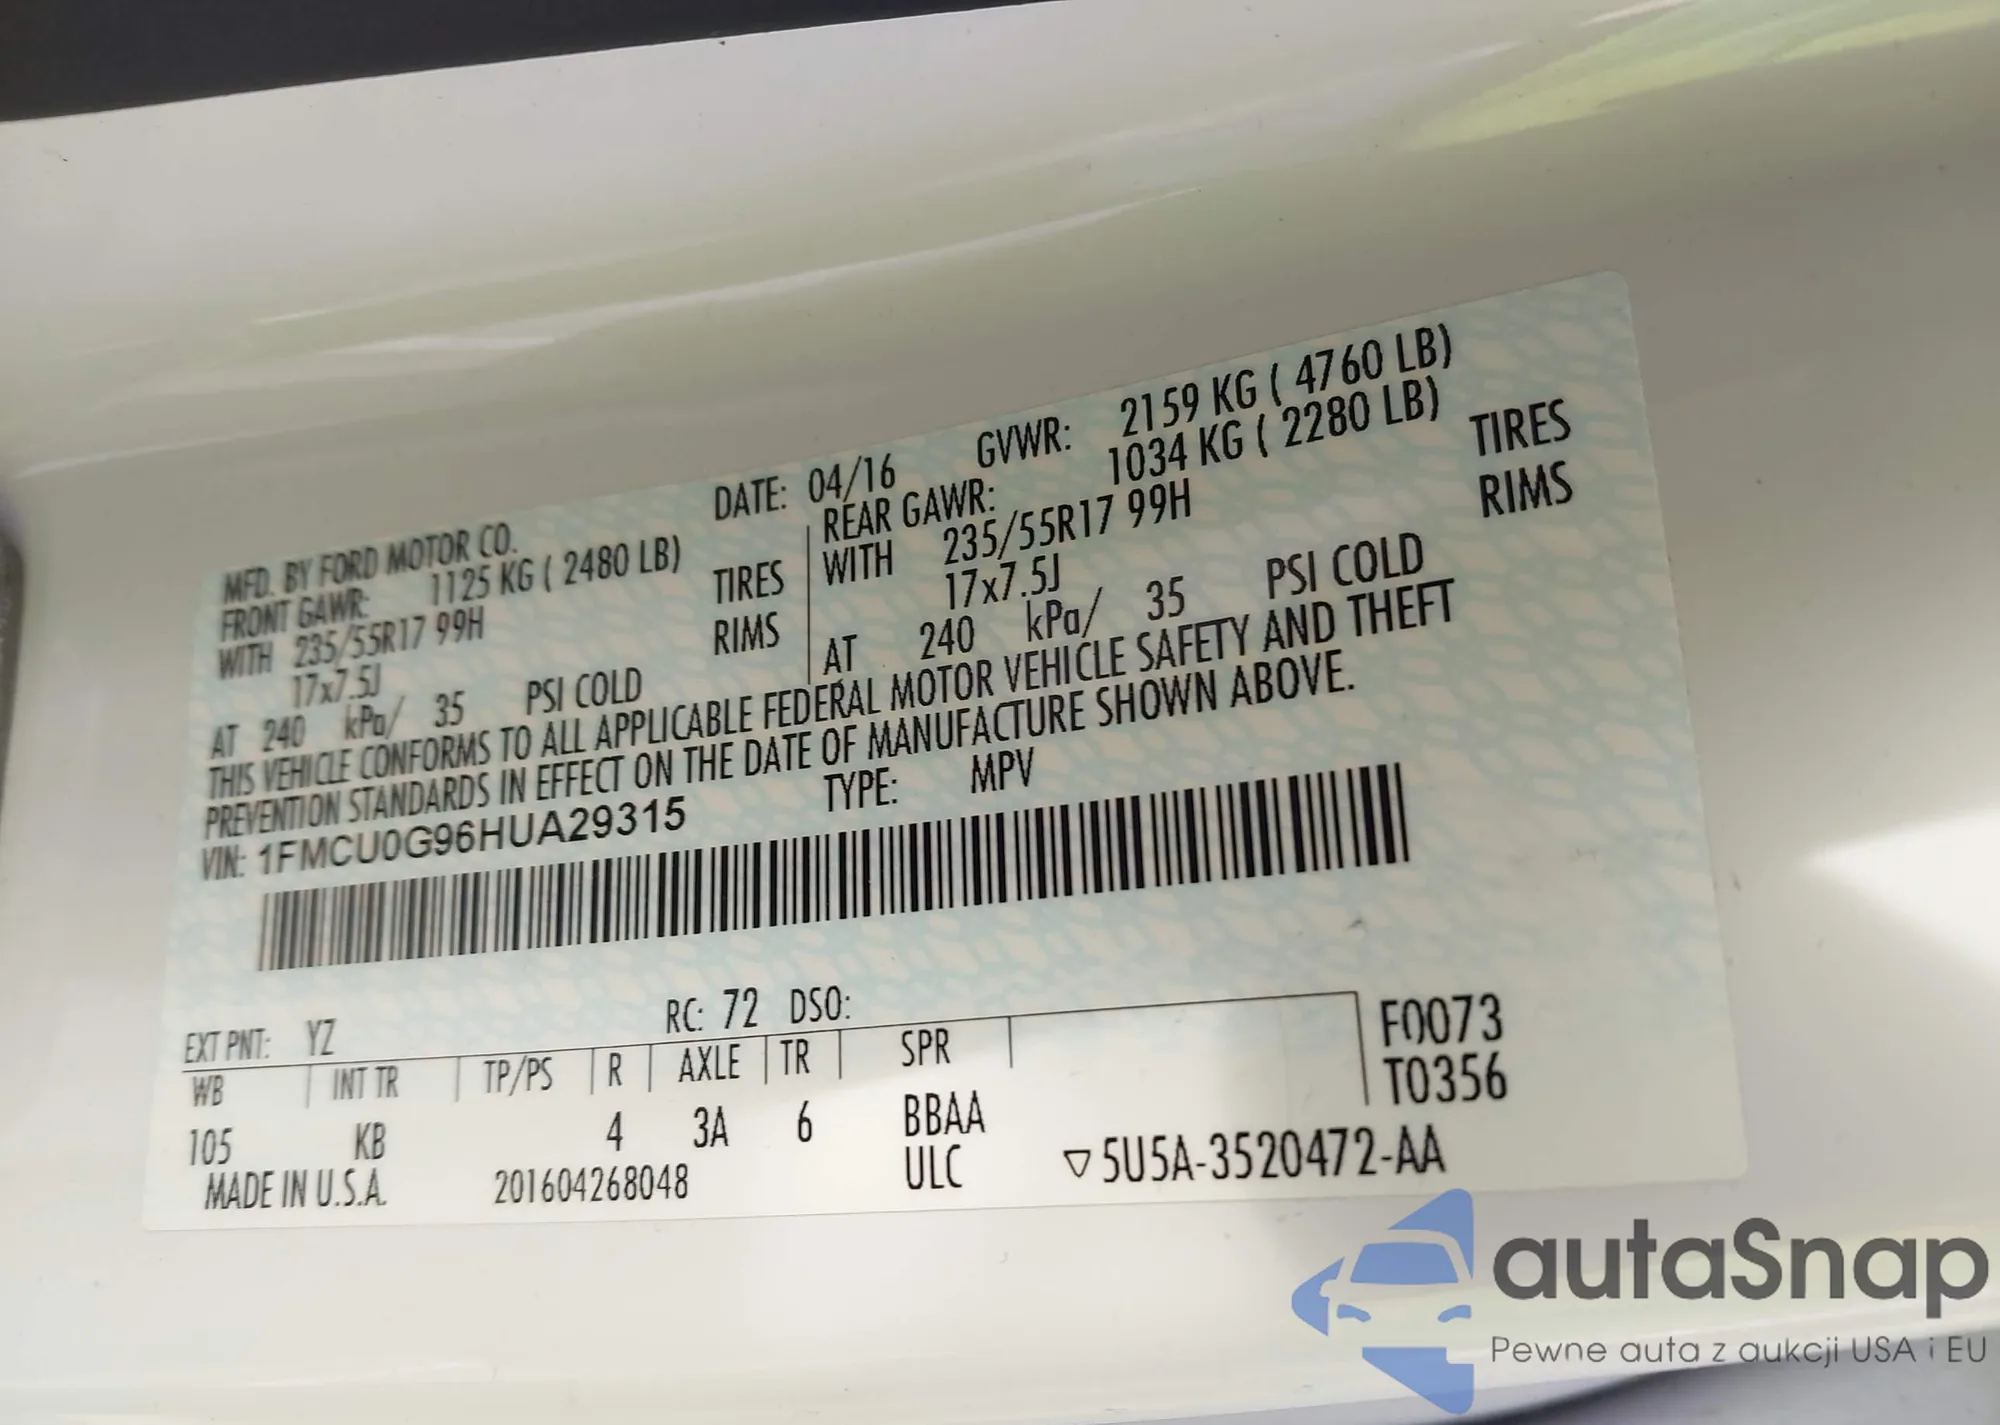 MFD. BY FORD MOTOR CO. DATE: 04/16 GVWR: 2159 KG ( 4760 LB)
FRONT GAWR: 1125 KG ( 2480 LB) REAR GAWR: 1034 KG ( 2280 LB)
WITH 235/55R17 99H TIRES WITH 235/55R17 99H TIRES
17x7.5J RIMS 17x7.5J RIMS
AT 240 kPa/ 35 PSI COLD AT 240 kPa/ 35 PSI COLD
THIS VEHICLE CONFORMS TO ALL APPLICABLE FEDERAL MOTOR VEHICLE SAFETY AND THEFT
PREVENTION STANDARDS IN EFFECT ON THE DATE OF MANUFACTURE SHOWN ABOVE.
VIN: 1FMCU0G96HUA29315 TYPE: MPV
EXT PNT: YZ RC: 72 DSO: F0073
WB INT TR TP/PS R AXLE TR SPR T0356
105 KB 4 3A 6 BBAA
MADE IN U.S.A. 201604268048 ULC ▽5U5A-3520472-AA
autaSnap
Pewne auta z aukcji USA i EU